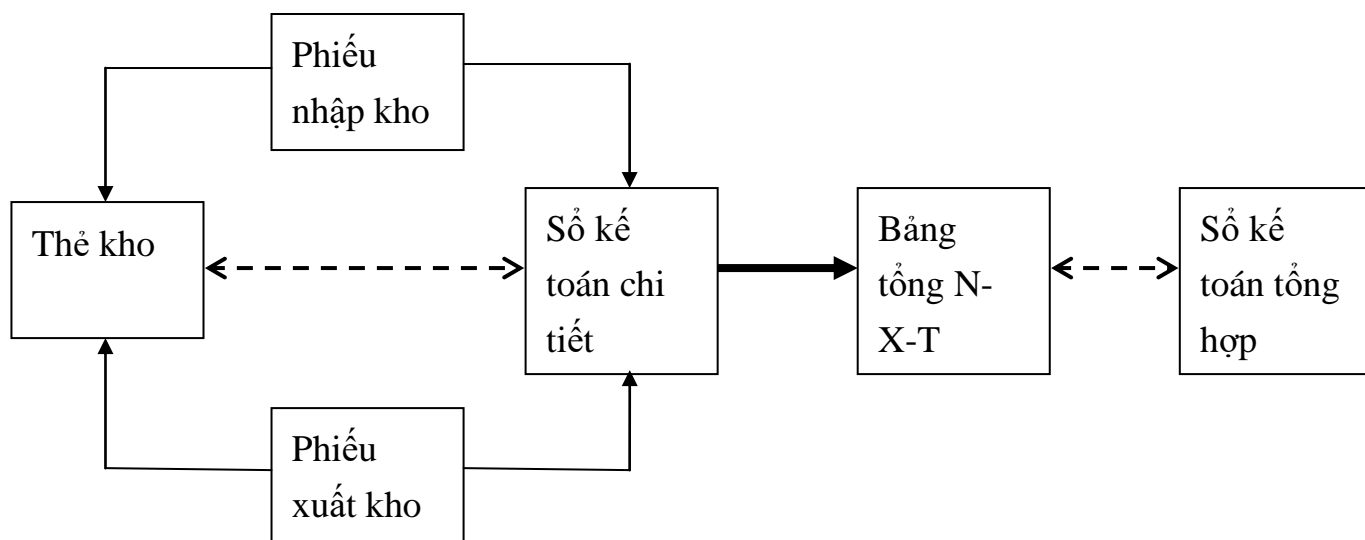 Phiếu
nhập kho
Thẻ kho
Sổ kế
toán chi
tiết
Bảng
tổng N-
X-T
Sổ kế
toán tổng
hợp
Phiếu
xuất kho